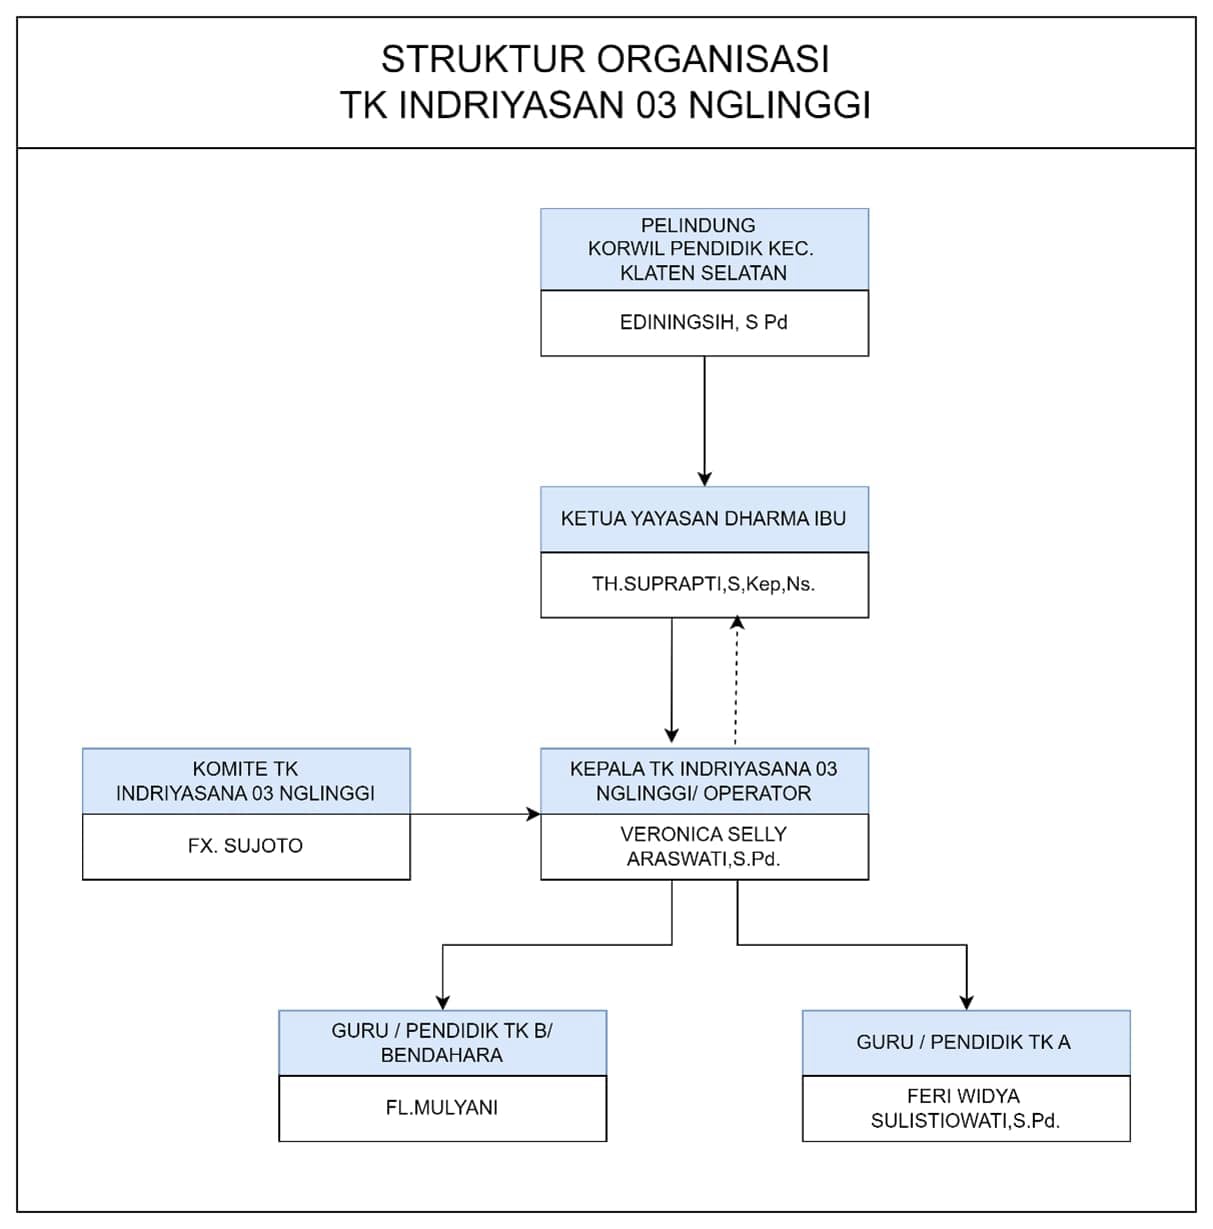 STRUKTUR ORGANISASI
TK INDRIYASAN 03 NGLINGGI
PELINDUNG
KORWIL PENDIDIK KEC.
KLATEN SELATAN
EDININGSIH, S Pd
KETUA YAYASAN DHARMA IBU
TH.SUPRAPTI,S,Kep,Ns.
KOMITE TK
INDRIYASANA 03 NGLINGGI
FX. SUJOTO
KEPALA TK INDRIYASANA 03
NGLINGGI/ OPERATOR
VERONICA SELLY
ARASWATI,S.Pd.
GURU / PENDIDIK TK B/
BENDAHARA
FL.MULYANI
GURU / PENDIDIK TK A
FERI WIDYA
SULISTIOWATI,S.Pd.